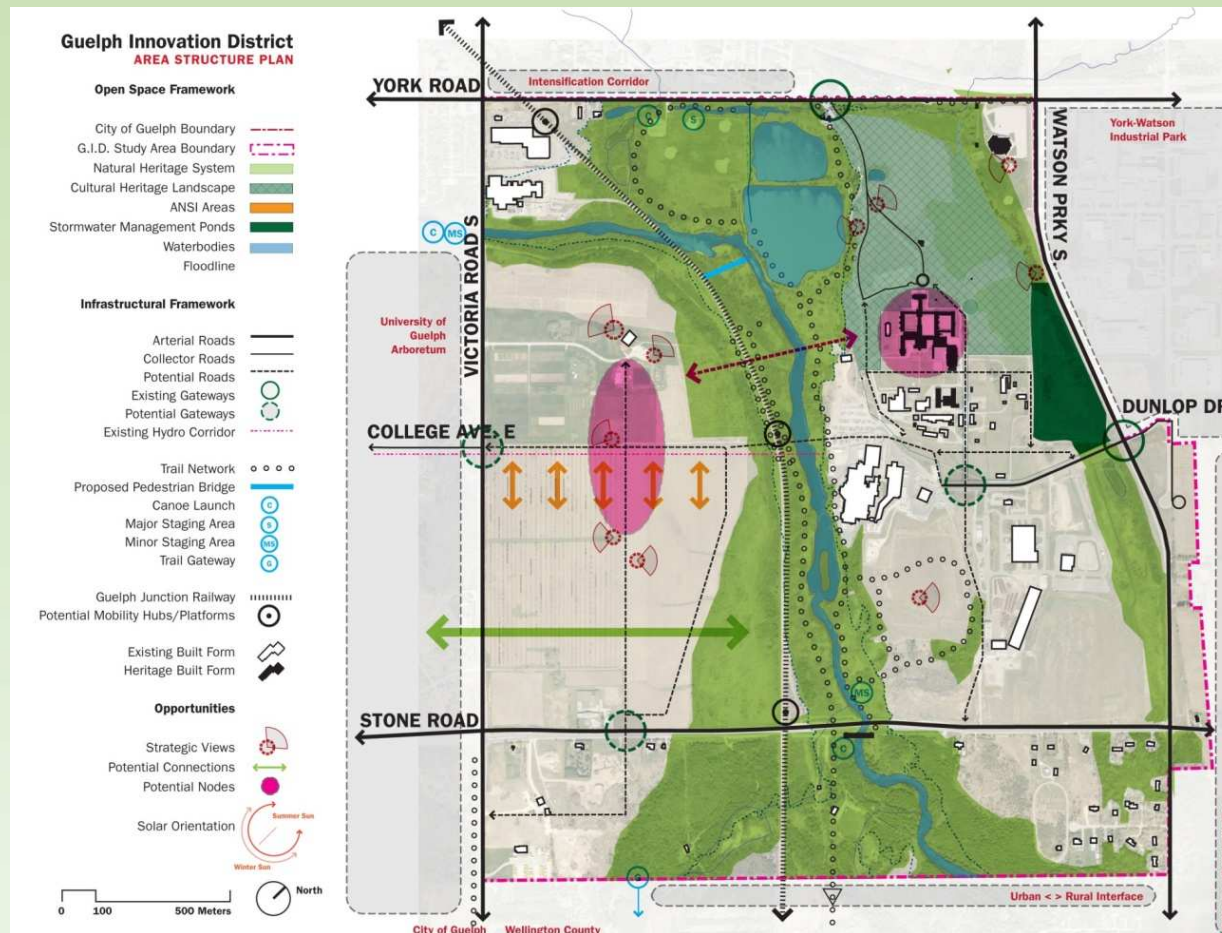 Guelph Innovation District
AREA STRUCTURE PLAN
Open Space Framework
City of Guelph Boundary
G.I.D. Study Area Boundary
Natural Heritage System
Cultural Heritage Landscape
ANSI Areas
Stormwater Management Ponds
Waterbodies
Floodline
Infrastructural Framework
Arterial Roads
Collector Roads
Potential Roads
Existing Gateways
Potential Gateways
Existing Hydro Corridor
Trail Network
Proposed Pedestrian Bridge
Canoe Launch
C
Major Staging Area
S
Minor Staging Area
MS
Trail Gateway
G
Guelph Junction Railway
Potential Mobility Hubs/Platforms
Existing Built Form
Heritage Built Form
Opportunities
Strategic Views
Potential Connections
Potential Nodes
Solar Orientation
Summer Sun
Winter Sun
North
0 100 500 Meters
YORK ROAD
Intensification Corridor
York-Watson
Industrial Park
WATSON PRKY S.
C
S
C
MS
VICTORIA ROAD S
University of
Guelph
Arboretum
COLLEGE AVE. E
DUNLOP DR
STONE ROAD
MS
C
G
Urban < > Rural Interface
City of Guelph
Wellington County